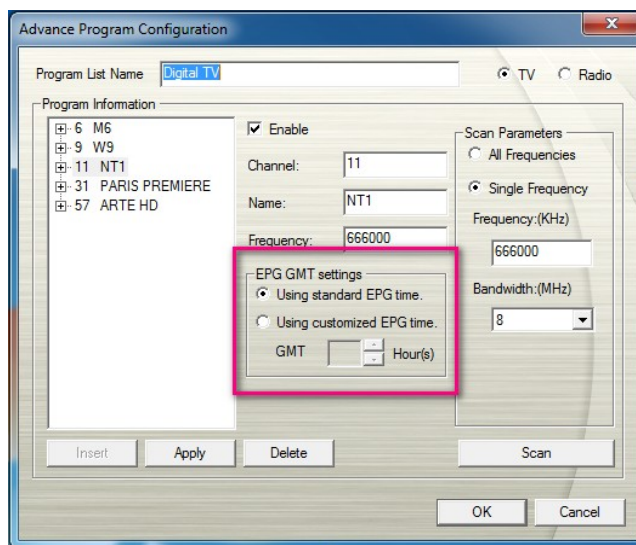 Advance Program Configuration
Program List Name Digital TV TV Radio
Program Information
6 M6
9 W9
11 NT1
31 PARIS PREMIERE
57 ARTE HD
Enable
Channel: 11
Name: NT1
Frequency: 666000
EPG GMT settings
Using standard EPG time.
Using customized EPG time.
GMT Hour(s)
Scan Parameters
All Frequencies
Single Frequency
Frequency:(KHz)
666000
Bandwidth:(MHz)
8
Insert Apply Delete Scan
OK Cancel